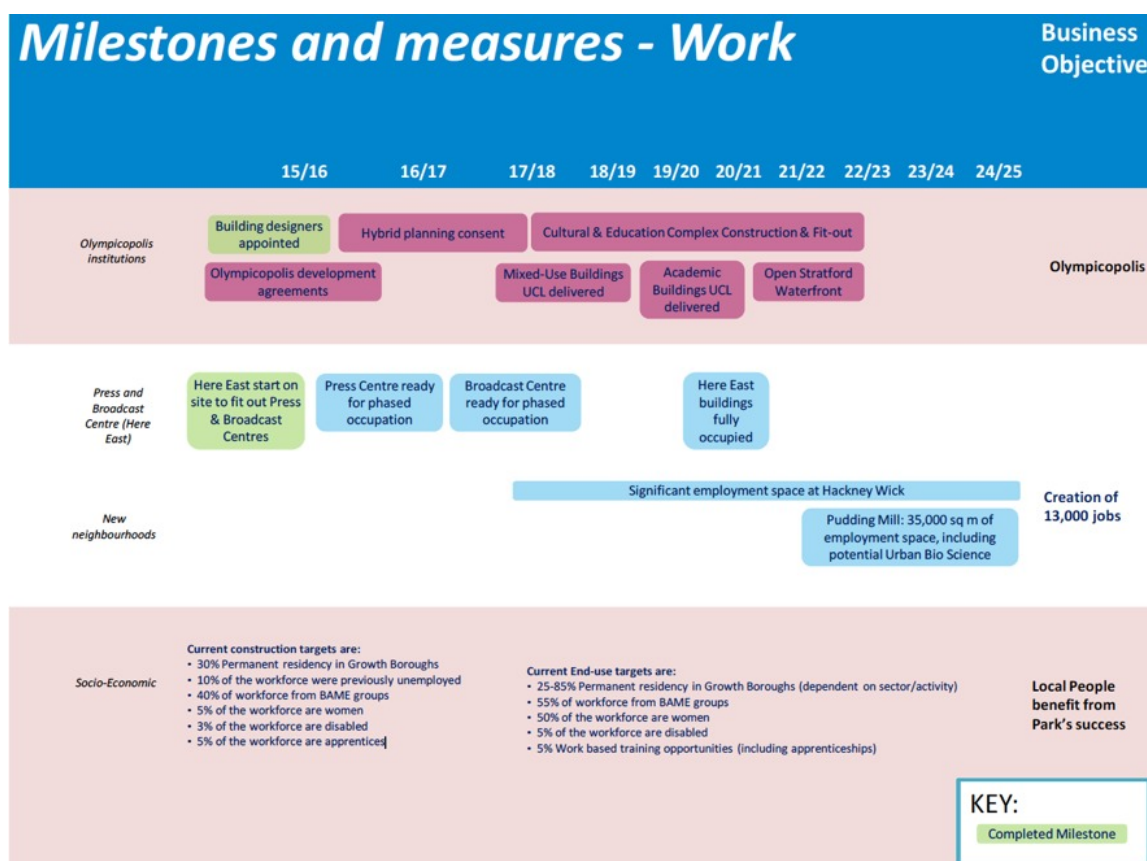 Milestones and measures - Work
Business
Objective
15/16 16/17 17/18 18/19 19/20 20/21 21/22 22/23 23/24 24/25
Olympicopolis
institutions
Building designers
appointed
Hybrid planning consent
Cultural & Education Complex Construction & Fit-out
Olympicopolis development
agreements
Mixed-Use Buildings
UCL delivered
Academic
Buildings UCL
delivered
Open Stratford
Waterfront
Olympicopolis
Press and
Broadcast
Centre (Here
East)
Here East start on
site to fit out Press
& Broadcast
Centres
Press Centre ready
for phased
occupation
Broadcast Centre
ready for phased
occupation
Here East
buildings
fully
occupied
New
neighbourhoods
Significant employment space at Hackney Wick
Pudding Mill: 35,000 sq m of
employment space, including
potential Urban Bio Science
Creation of
13,000 jobs
Socio-Economic
Current construction targets are:
• 30% Permanent residency in Growth Boroughs
• 10% of the workforce were previously unemployed
• 40% of workforce from BAME groups
• 5% of the workforce are women
• 3% of the workforce are disabled
• 5% of the workforce are apprentices
Current End-use targets are:
• 25-85% Permanent residency in Growth Boroughs (dependent on sector/activity)
• 55% of workforce from BAME groups
• 50% of the workforce are women
• 5% of the workforce are disabled
• 5% Work based training opportunities (including apprenticeships)
Local People
benefit from
Park's success
KEY:
Completed Milestone